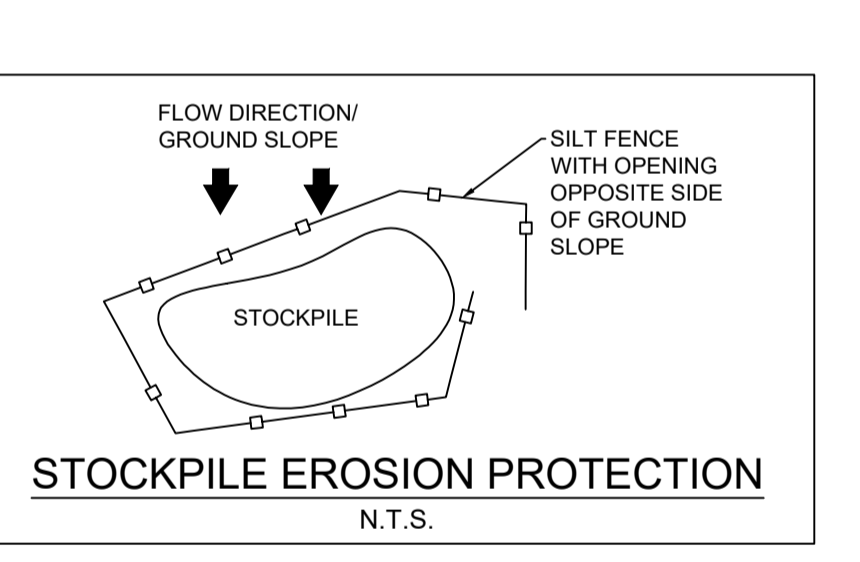 FLOW DIRECTION/
GROUND SLOPE
SILT FENCE
WITH OPENING
OPPOSITE SIDE
OF GROUND
SLOPE
STOCKPILE
STOCKPILE EROSION PROTECTION
N.T.S.